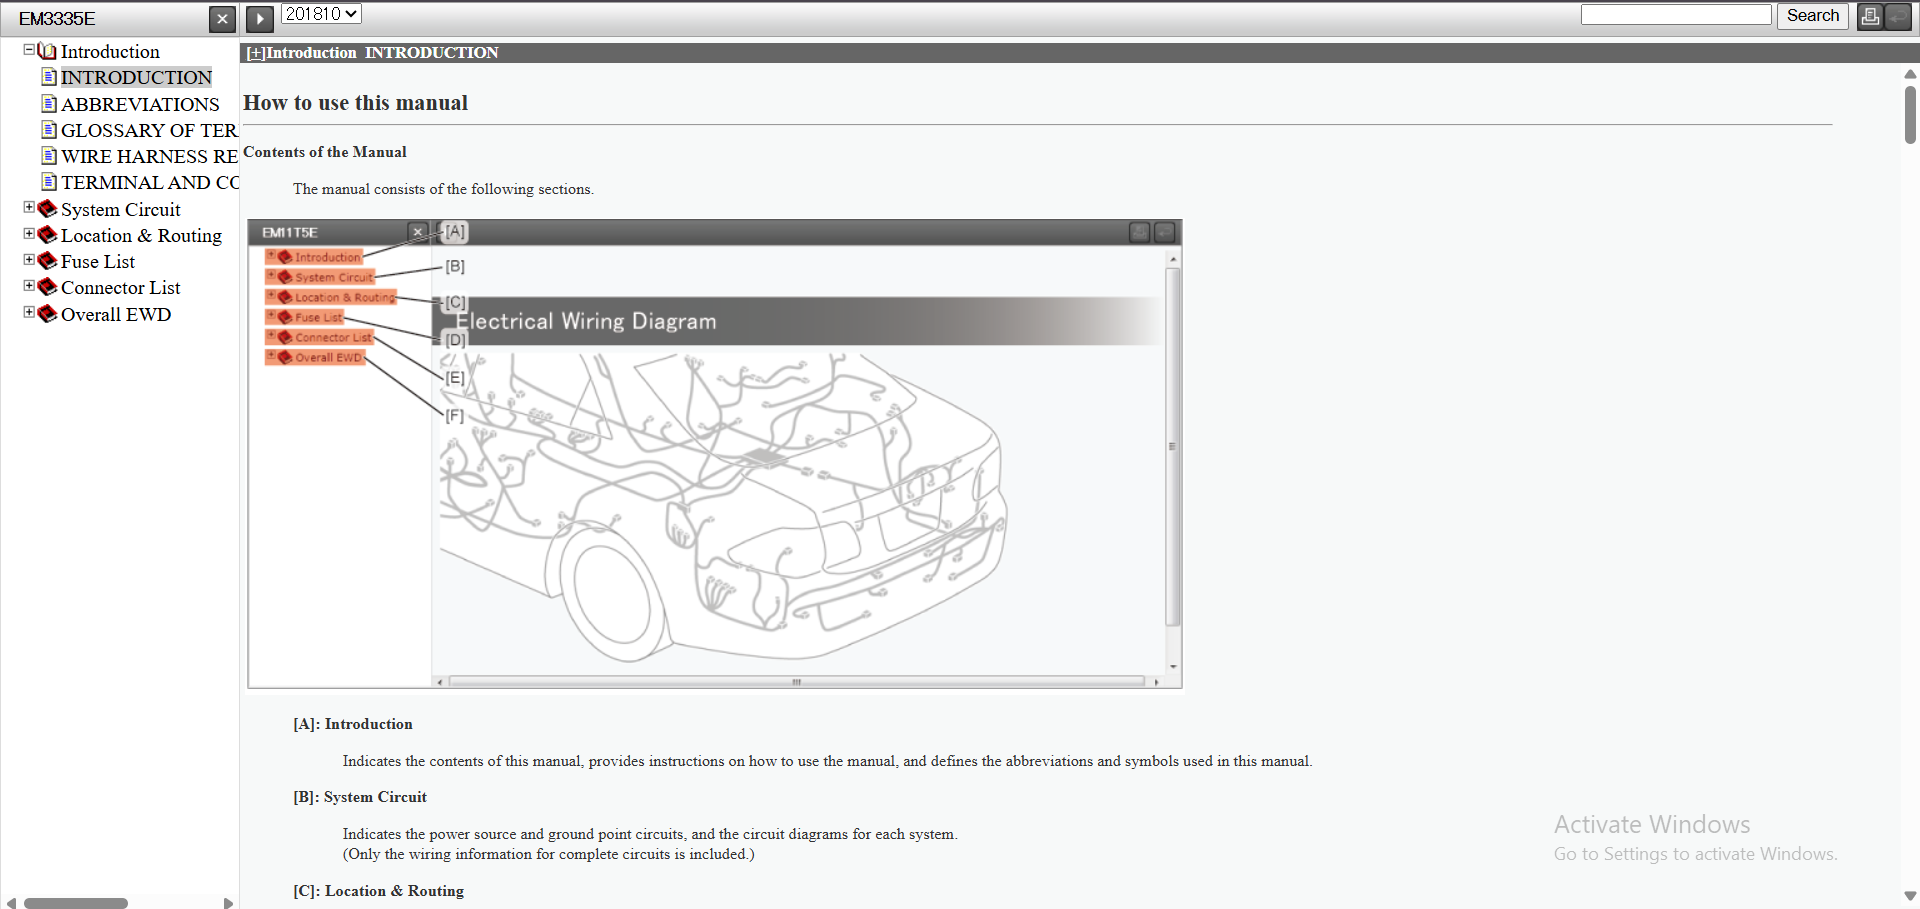 EM3335E
201810
Search
Introduction
INTRODUCTION
ABBREVIATIONS
GLOSSARY OF TER
WIRE HARNESS RE
TERMINAL AND CO
System Circuit
Location & Routing
Fuse List
Connector List
Overall EWD
[+]Introduction INTRODUCTION
How to use this manual
Contents of the Manual
The manual consists of the following sections.
EM11T5E
Introduction
System Circuit
Location & Routing
Fuse List
Connector List
Overall EWD
[A]
[B]
[C]
[D]
[E]
[F]
Electrical Wiring Diagram
[A]: Introduction
Indicates the contents of this manual, provides instructions on how to use the manual, and defines the abbreviations and symbols used in this manual.
[B]: System Circuit
Indicates the power source and ground point circuits, and the circuit diagrams for each system.
(Only the wiring information for complete circuits is included.)
[C]: Location & Routing
Activate Windows
Go to Settings to activate Windows.